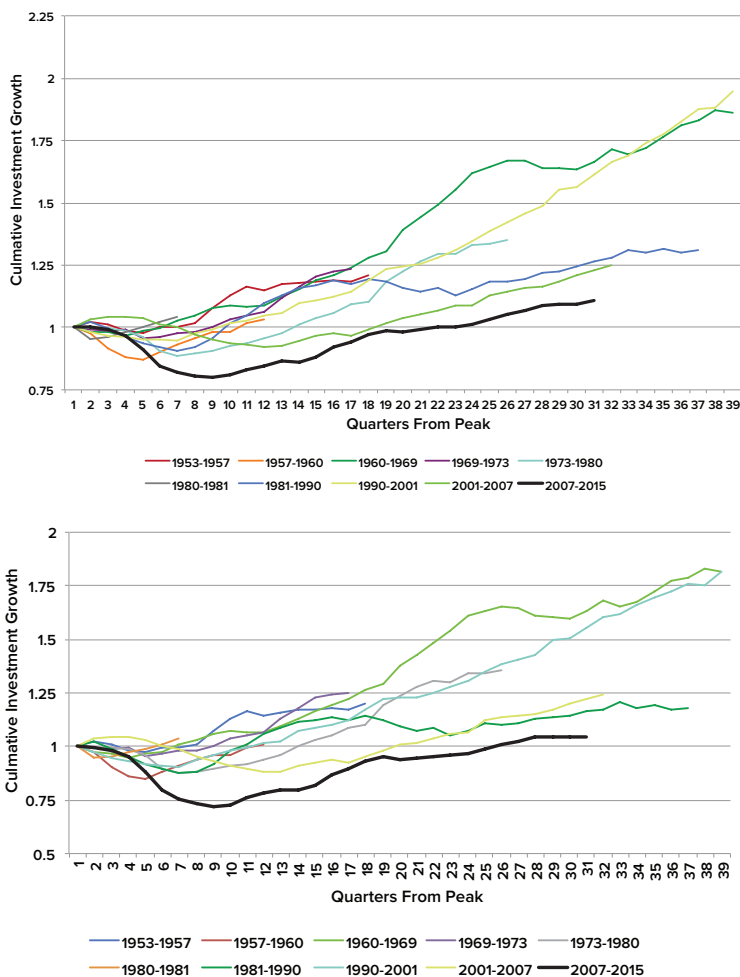 2.25
2
1.75
1.5
1.25
1
0.75
Culmative Investment Growth
1 2 3 4 5 6 7 8 9 10 11 12 13 14 15 16 17 18 19 20 21 22 23 24 25 26 27 28 29 30 31 32 33 34 35 36 37 38 39
Quarters From Peak
1953-1957 1957-1960 1960-1969 1969-1973 1973-1980
1980-1981 1981-1990 1990-2001 2001-2007 2007-2015
2
1.75
1.5
1.25
1
0.75
0.5
Culmative Investment Growth
1 2 3 4 5 6 7 8 9 10 11 12 13 14 15 16 17 18 19 20 21 22 23 24 25 26 27 28 29 30 31 32 33 34 35 36 37 38 39
Quarters From Peak
1953-1957 1957-1960 1960-1969 1969-1973 1973-1980
1980-1981 1981-1990 1990-2001 2001-2007 2007-2015